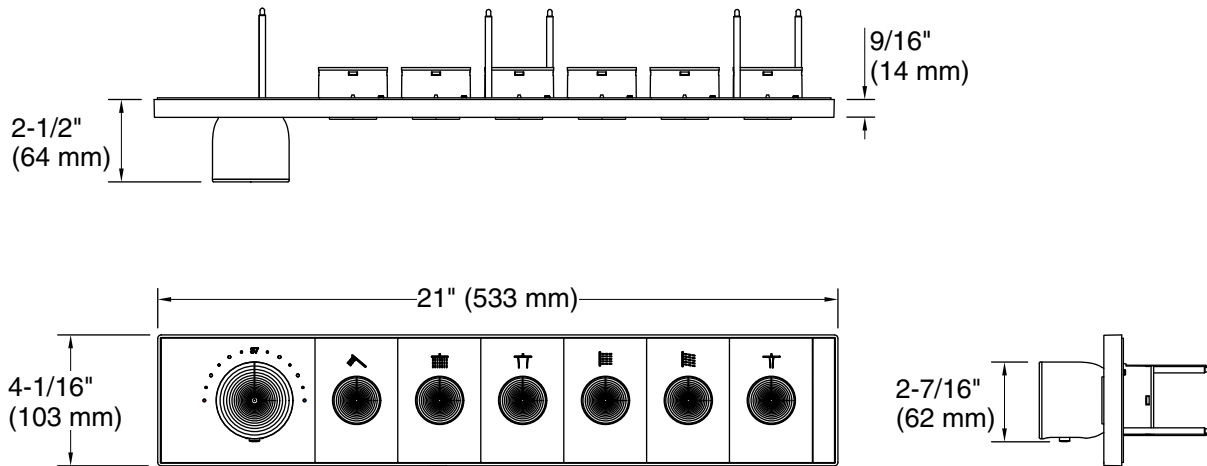 9/16"
(14 mm)
2-1/2"
(64 mm)
21" (533 mm)
4-1/16"
(103 mm)
2-7/16"
(62 mm)